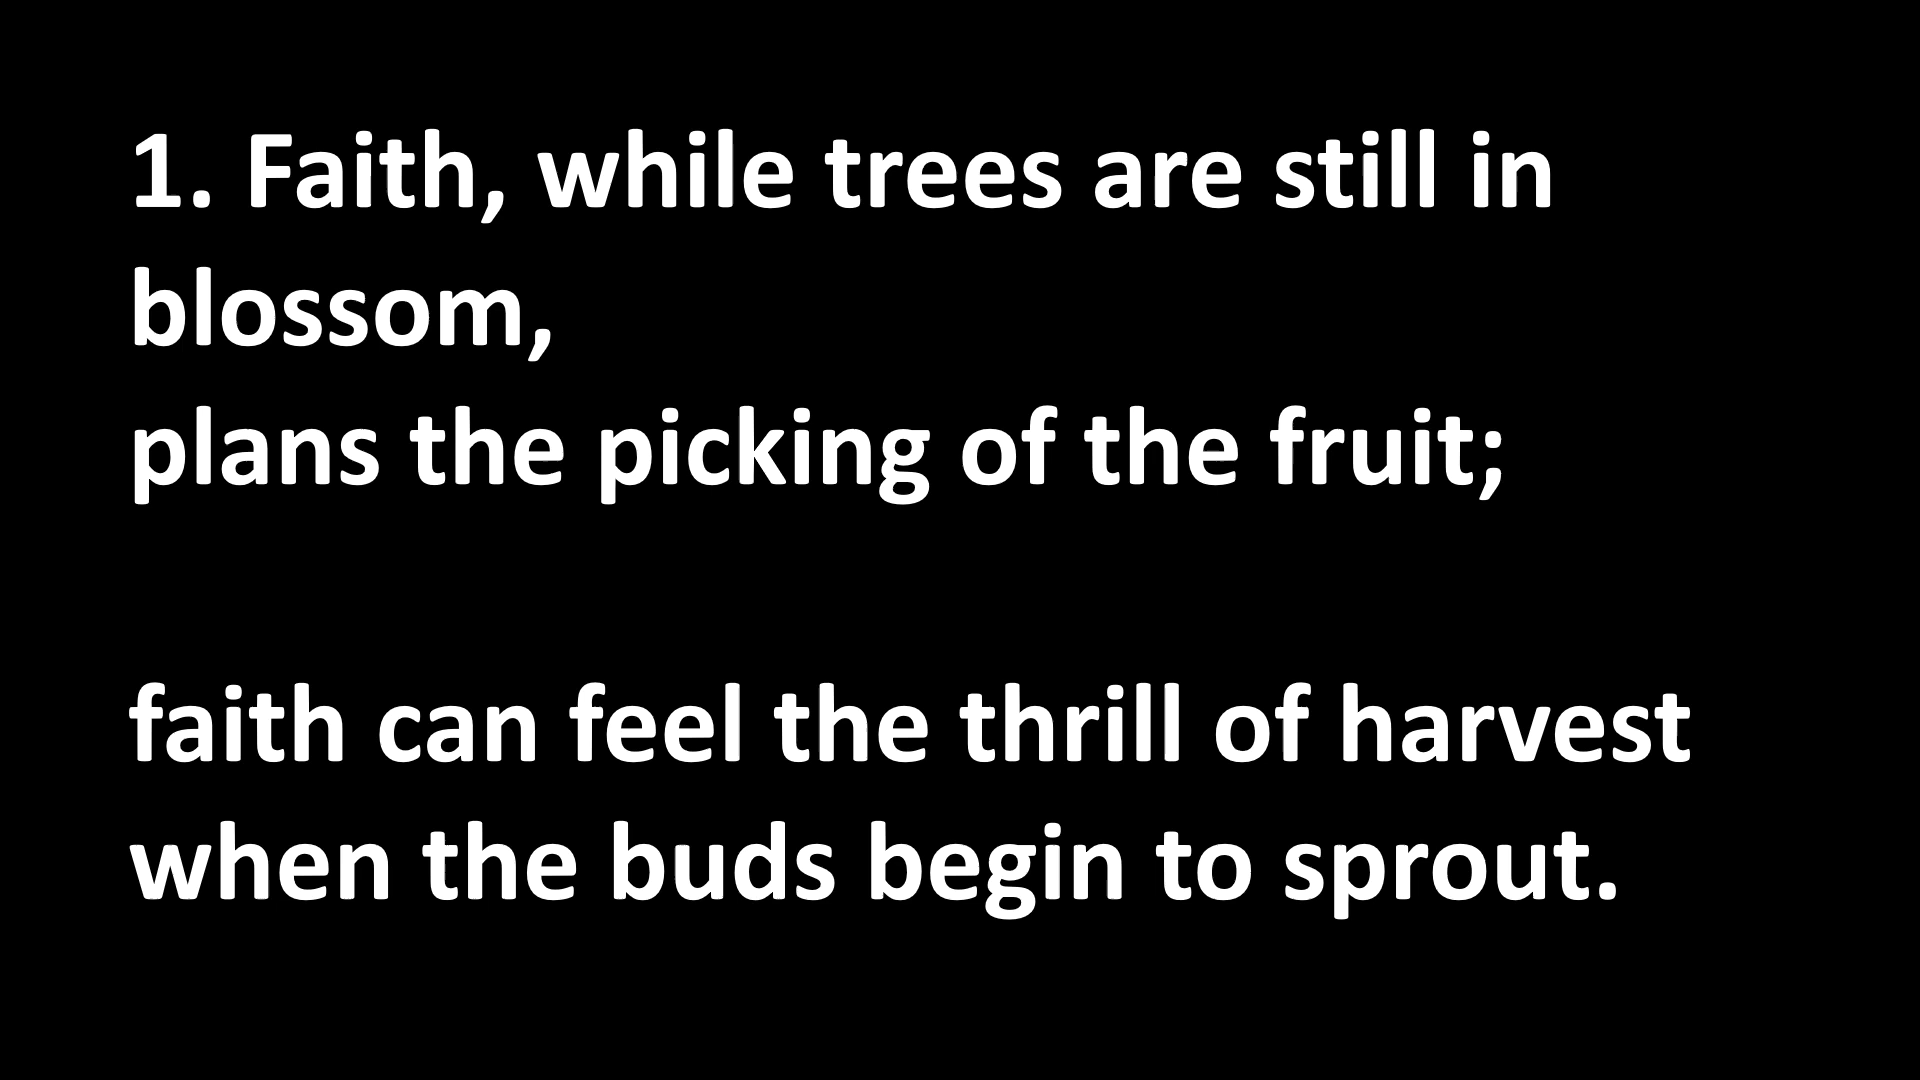 1. Faith, while trees are still in
blossom,
plans the picking of the fruit;
faith can feel the thrill of harvest
when the buds begin to sprout.